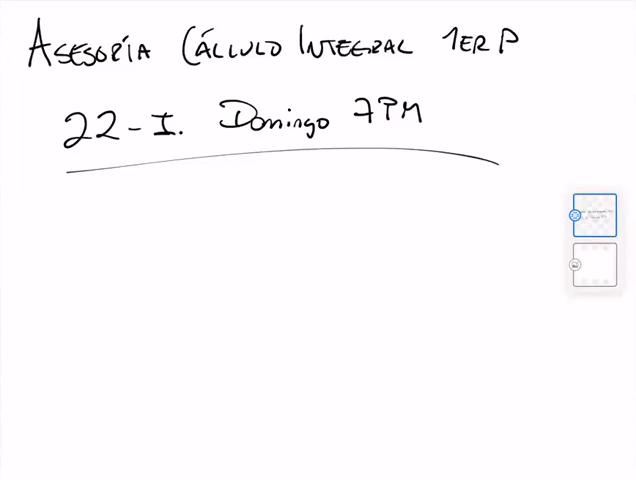 ASESORÍA CÁLCULO INTEGRAL 1ER P
22-I. Domingo 7PM